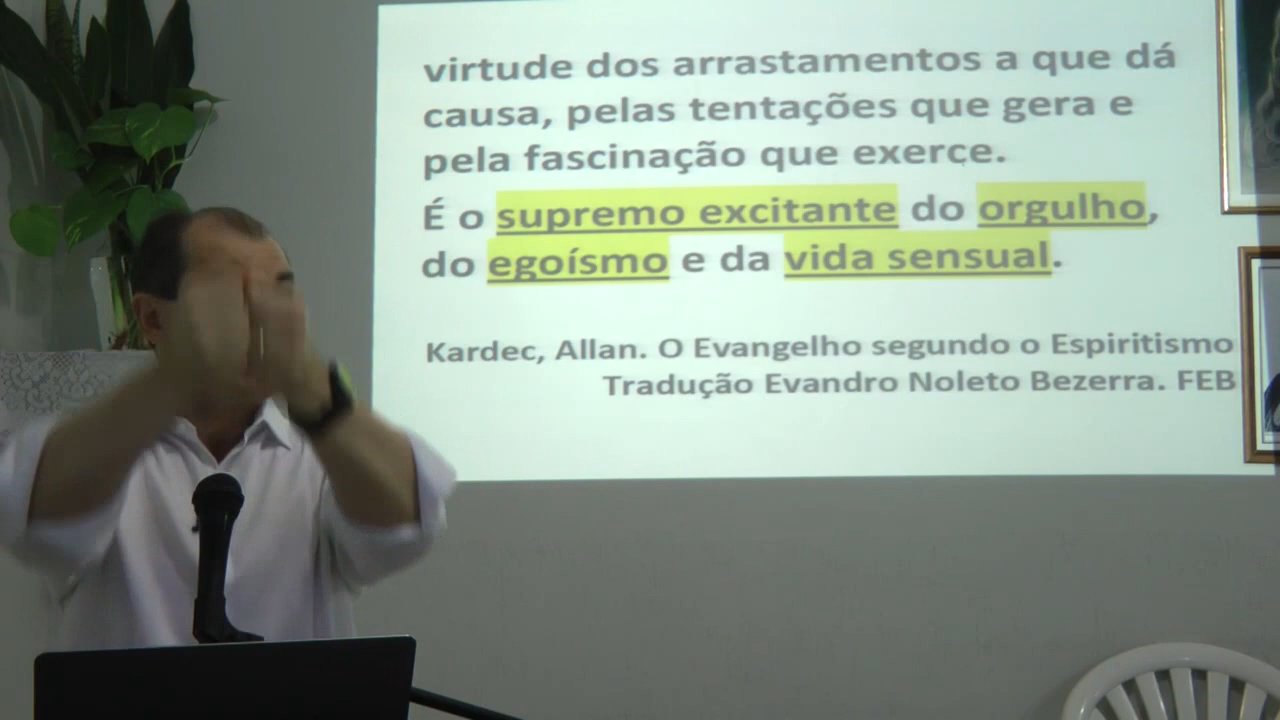 virtude dos arrastamentos a que dá
causa, pelas tentações que gera e
pela fascinação que exerce.
É o supremo excitante do orgulho,
do egoísmo e da vida sensual.
Kardec, Allan. O Evangelho segundo o Espiritismo
Tradução Evandro Noleto Bezerra. FEB